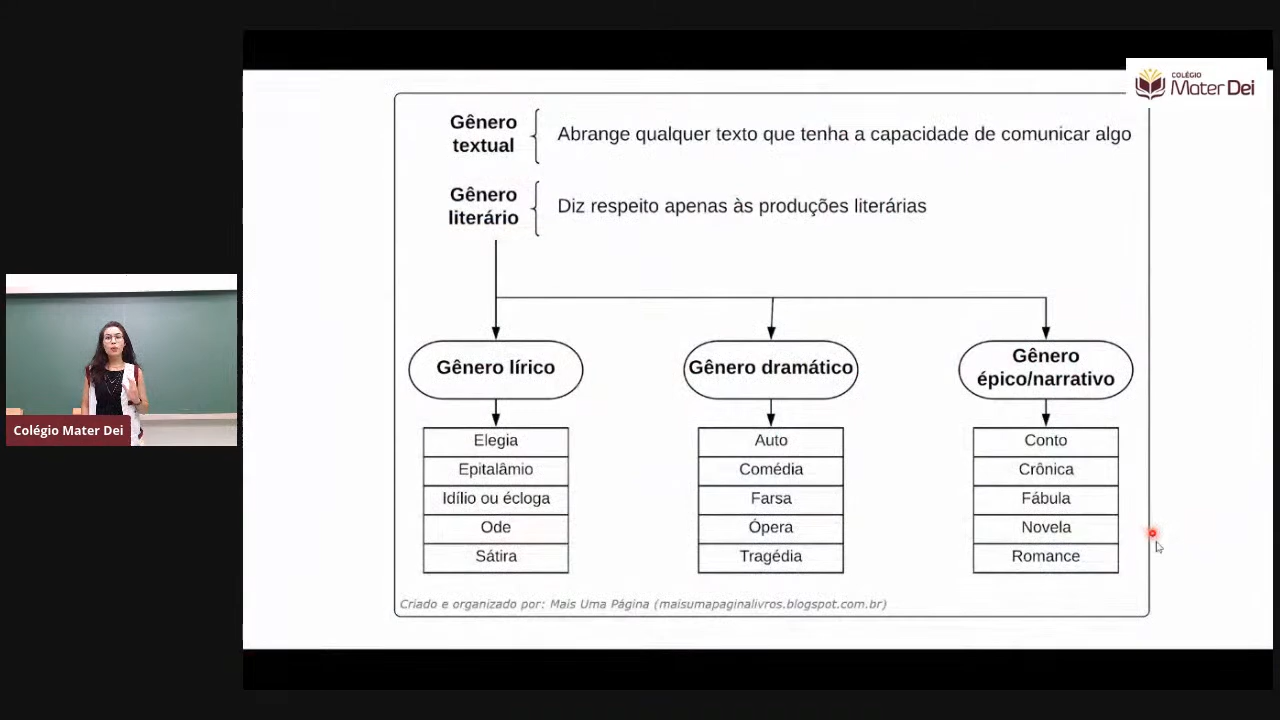 COLÉGIO
Mater Dei
Gênero
textual
Abrange qualquer texto que tenha a capacidade de comunicar algo
Gênero
literário
Diz respeito apenas às produções literárias
Gênero lírico
Gênero dramático
Gênero
épico/narrativo
Elegia
Epitalâmio
Idílio ou écloga
Ode
Sátira
Auto
Comédia
Farsa
Ópera
Tragédia
Conto
Crônica
Fábula
Novela
Romance
Criado e organizado por: Mais Uma Página (maisumapaginalivros.blogspot.com.br)
Colégio Mater Dei